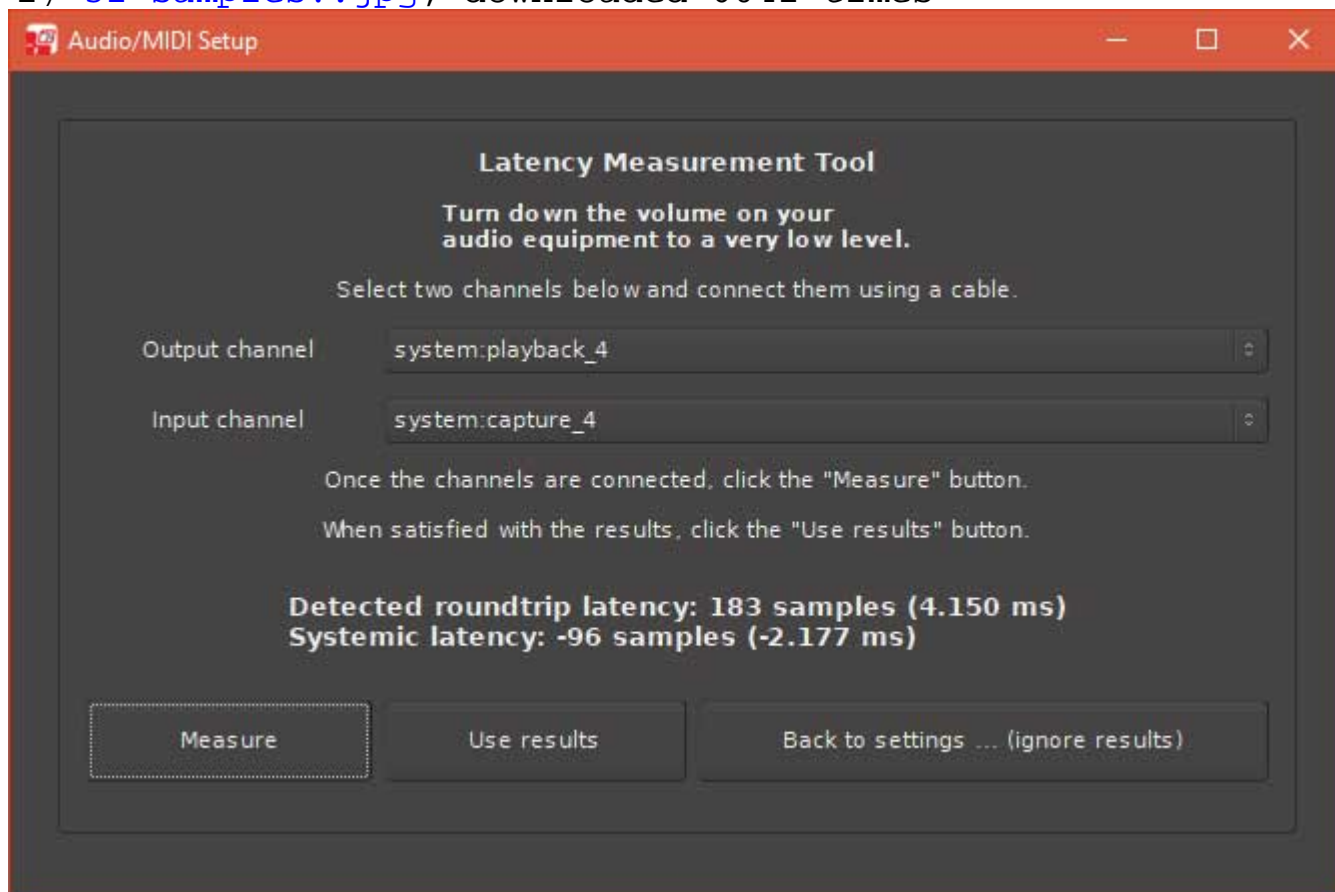 Audio/MIDI Setup
Latency Measurement Tool
Turn down the volume on your
audio equipment to a very low level.
Select two channels below and connect them using a cable.
Output channel system:playback_4
Input channel system:capture_4
Once the channels are connected, click the "Measure" button.
When satisfied with the results, click the "Use results" button.
Detected roundtrip latency: 183 samples (4.150 ms)
Systemic latency: -96 samples (-2.177 ms)
Measure Use results Back to settings ... (ignore results)